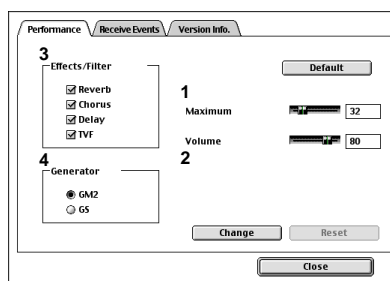 Performance Receive Events Version Info.
3
Effects/Filter
Default
Reverb
Chorus
Delay
TVF
1
Maximum 32
Volume 80
2
4
Generator
GM2
GS
Change Reset
Close